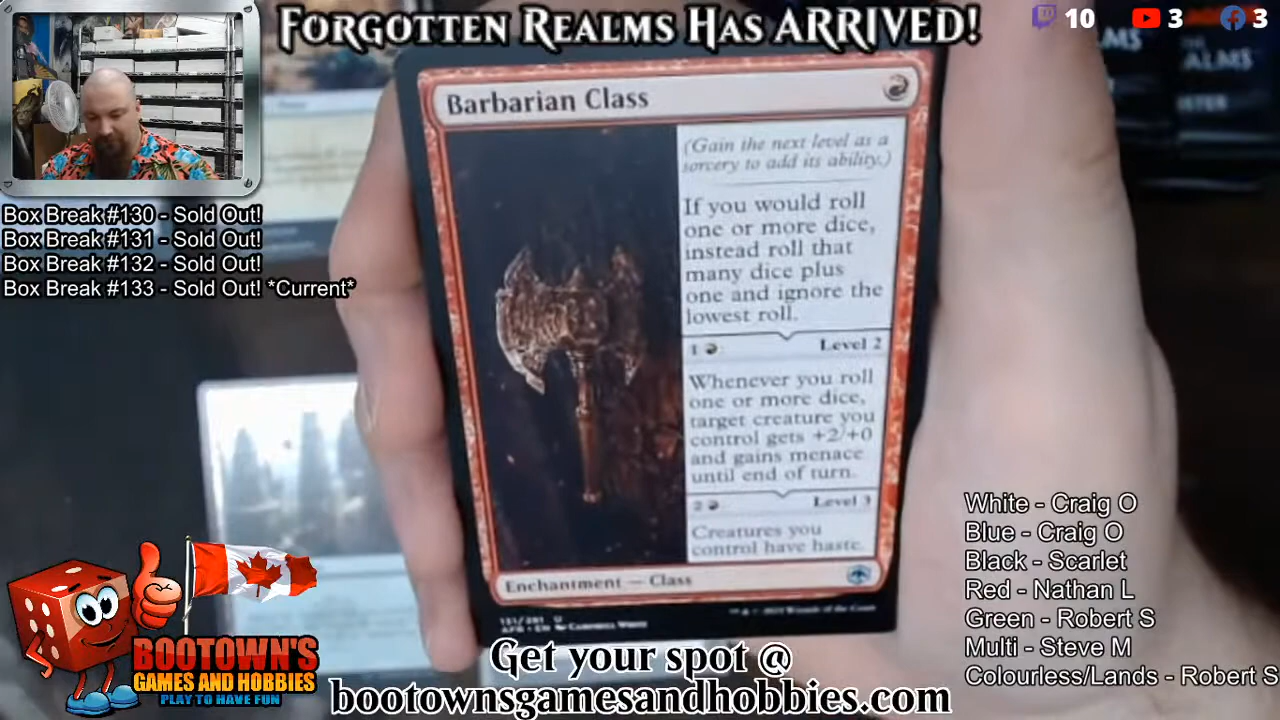 FORGOTTEN REALMS HAS ARRIVED!
10 3 3
Box Break #130 - Sold Out!
Box Break #131 - Sold Out!
Box Break #132 - Sold Out!
Box Break #133 - Sold Out! *Current*
Barbarian Class
(Gain the next level as a
sorcery to add its ability.)
If you would roll
one or more dice,
instead roll that
many dice plus
one and ignore the
lowest roll.
1 Level 2
Whenever you roll
one or more dice,
target creature you
control gets +2/+0
and gains menace
until end of turn.
2 Level 3
Creatures you
control have haste.
Enchantment — Class
REALMS
White - Craig O
Blue - Craig O
Black - Scarlet
Red - Nathan L
Green - Robert S
Multi - Steve M
Colourless/Lands - Robert S
BOOTOWN'S
GAMES AND HOBBIES
PLAY TO HAVE FUN
Get your spot @
bootownsgamesandhobbies.com